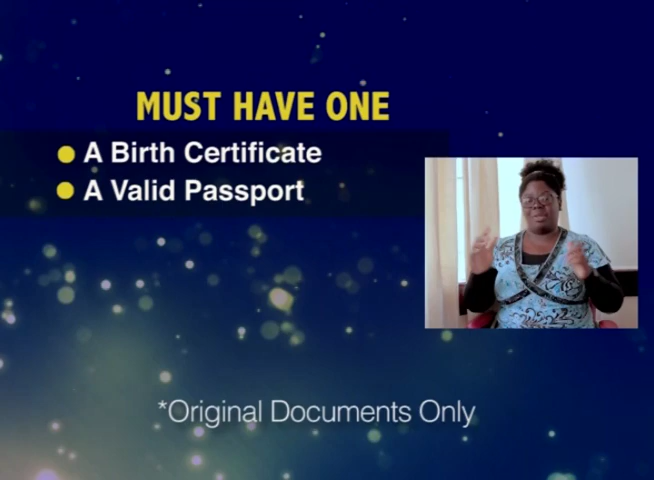 MUST HAVE ONE
A Birth Certificate
A Valid Passport
*Original Documents Only